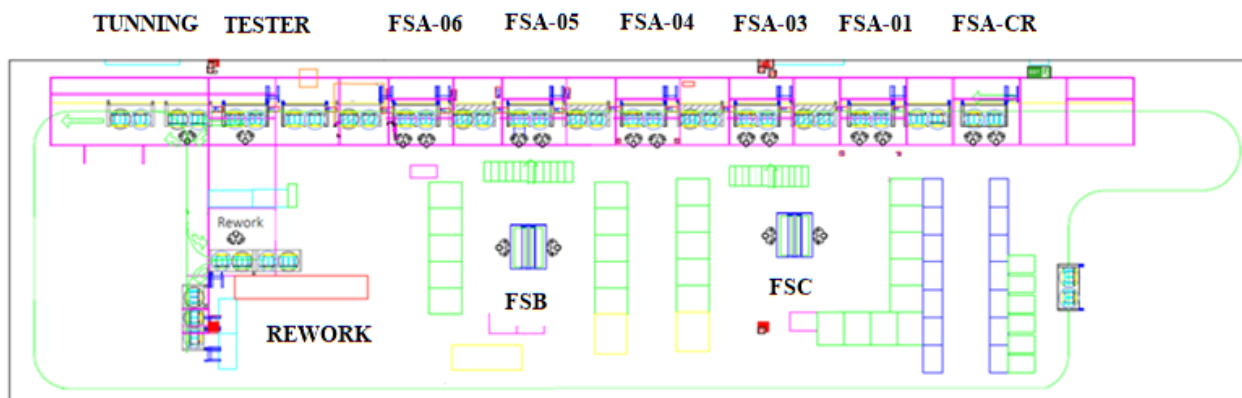 TUNNING TESTER FSA-06 FSA-05 FSA-04 FSA-03 FSA-01 FSA-CR
Rework
FSB
FSC
REWORK